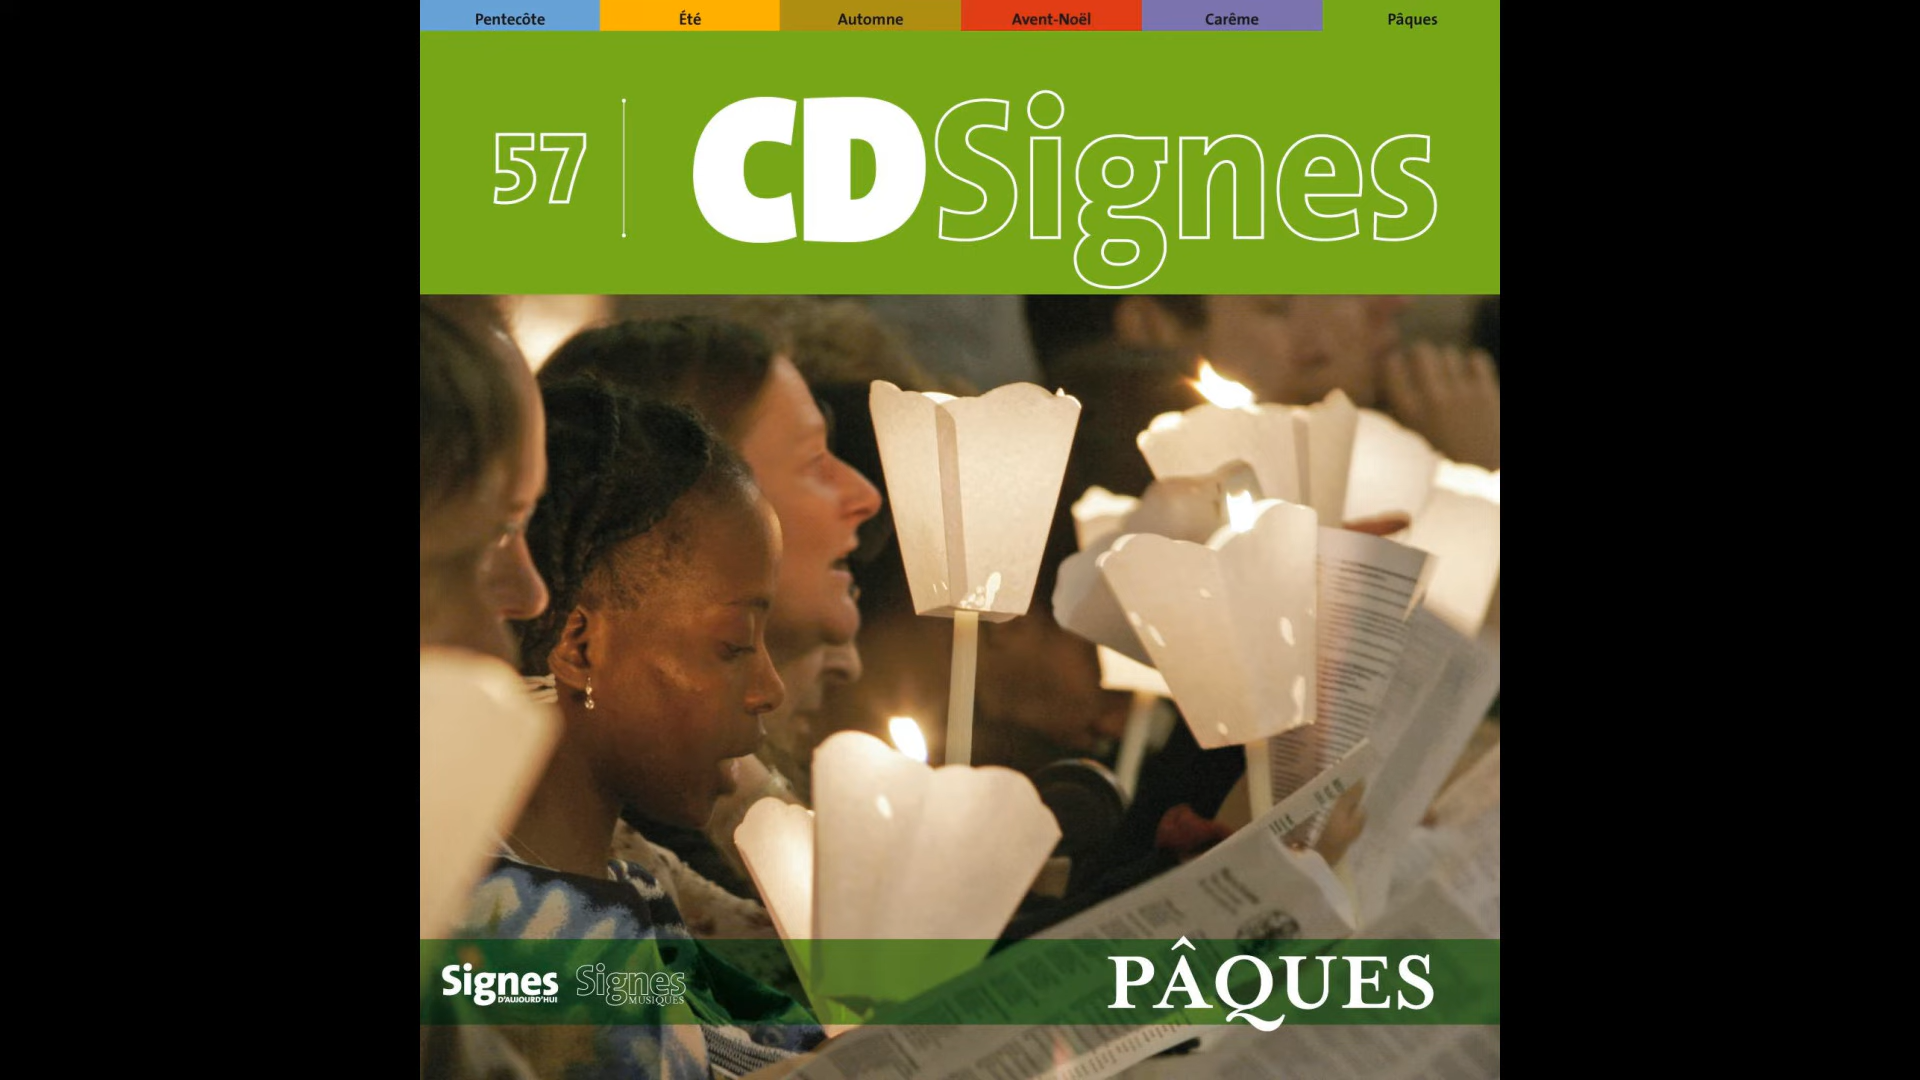 Pentecôte
Été
Automne
Avent-Noël
Carême
Pâques
57
CDSignes
Signes
D'AUJOURD'HUI
Signes
MUSIQUES
PÂQUES